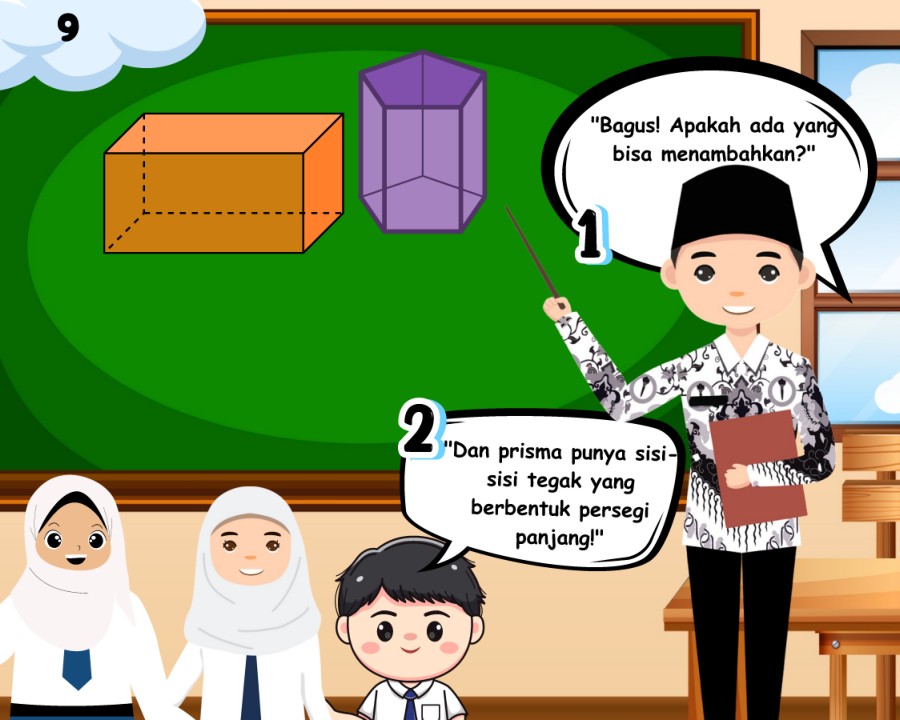 9
"Bagus! Apakah ada yang
bisa menambahkan?"
1
2
"Dan prisma punya sisi-
sisi tegak yang
berbentuk persegi
panjang!"